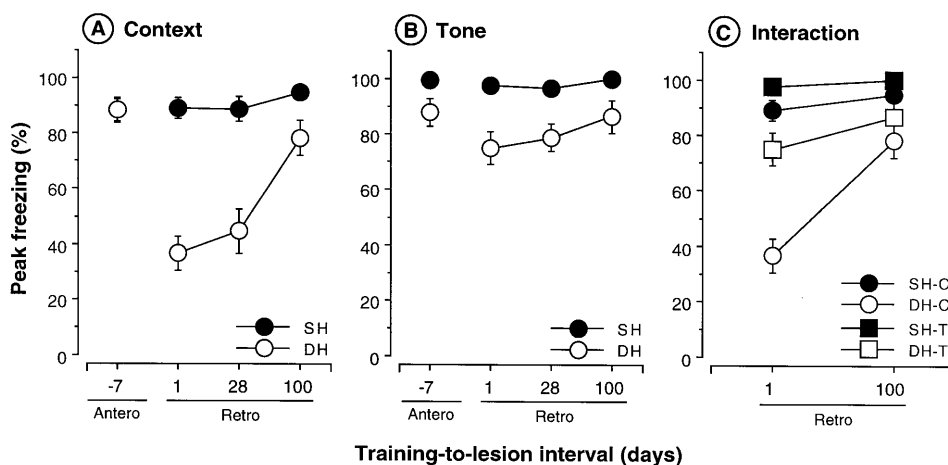 A Context
B Tone
C Interaction
Peak freezing (%)
100
80
60
40
20
0
SH
DH
-7
1
28
100
Antero
Retro
100
80
60
40
20
0
SH
DH
-7
1
28
100
Antero
Retro
100
80
60
40
20
0
SH-C
DH-C
SH-T
DH-T
1
100
Retro
Training-to-lesion interval (days)